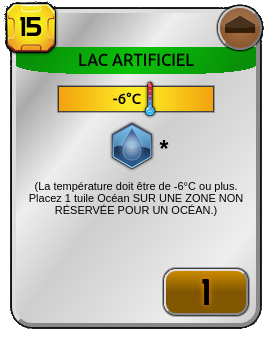 15
LAC ARTIFICIEL
-6°C
*
(La température doit être de -6°C ou plus.
Placez 1 tuile Océan SUR UNE ZONE NON
RÉSERVÉE POUR UN OCÉAN.)
1